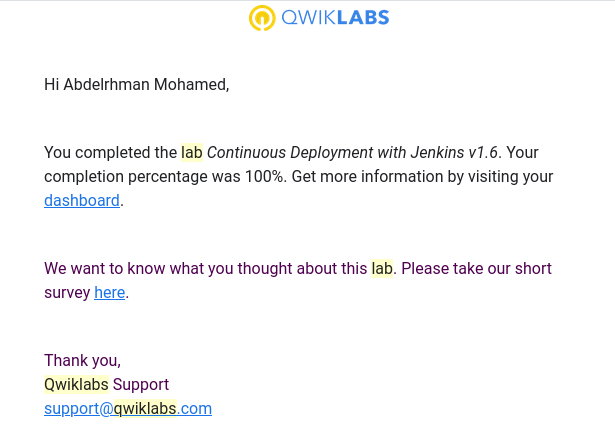 QWIKLABS
Hi Abdelrhman Mohamed,
You completed the lab Continuous Deployment with Jenkins v1.6. Your
completion percentage was 100%. Get more information by visiting your
dashboard.
We want to know what you thought about this lab. Please take our short
survey here.
Thank you,
Qwiklabs Support
support@qwiklabs.com